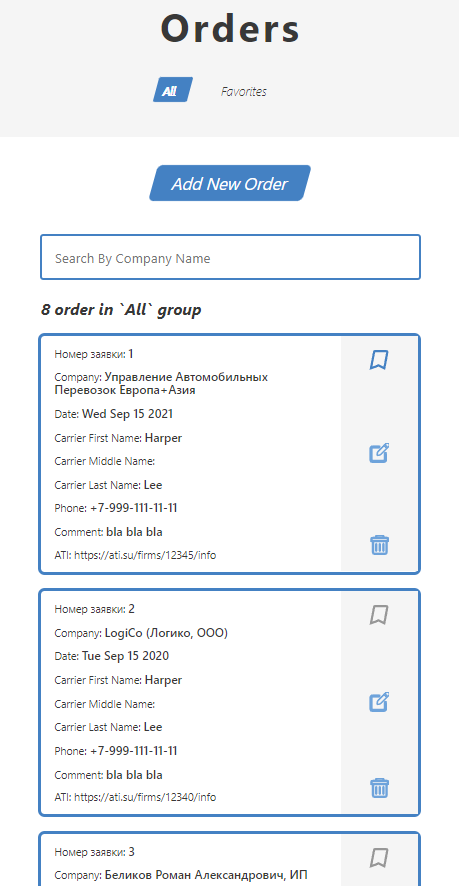 Orders
All Favorites
Add New Order
Search By Company Name
8 order in `All` group
Номер заявки: 1
Company: Управление Автомобильных
Перевозок Европа+Азия
Date: Wed Sep 15 2021
Carrier First Name: Harper
Carrier Middle Name:
Carrier Last Name: Lee
Phone: +7-999-111-11-11
Comment: bla bla bla
ATI: https://ati.su/firms/12345/info
Номер заявки: 2
Company: LogiCo (Логико, ООО)
Date: Tue Sep 15 2020
Carrier First Name: Harper
Carrier Middle Name:
Carrier Last Name: Lee
Phone: +7-999-111-11-11
Comment: bla bla bla
ATI: https://ati.su/firms/12340/info
Номер заявки: 3
Company: Беликов Роман Александрович, ИП